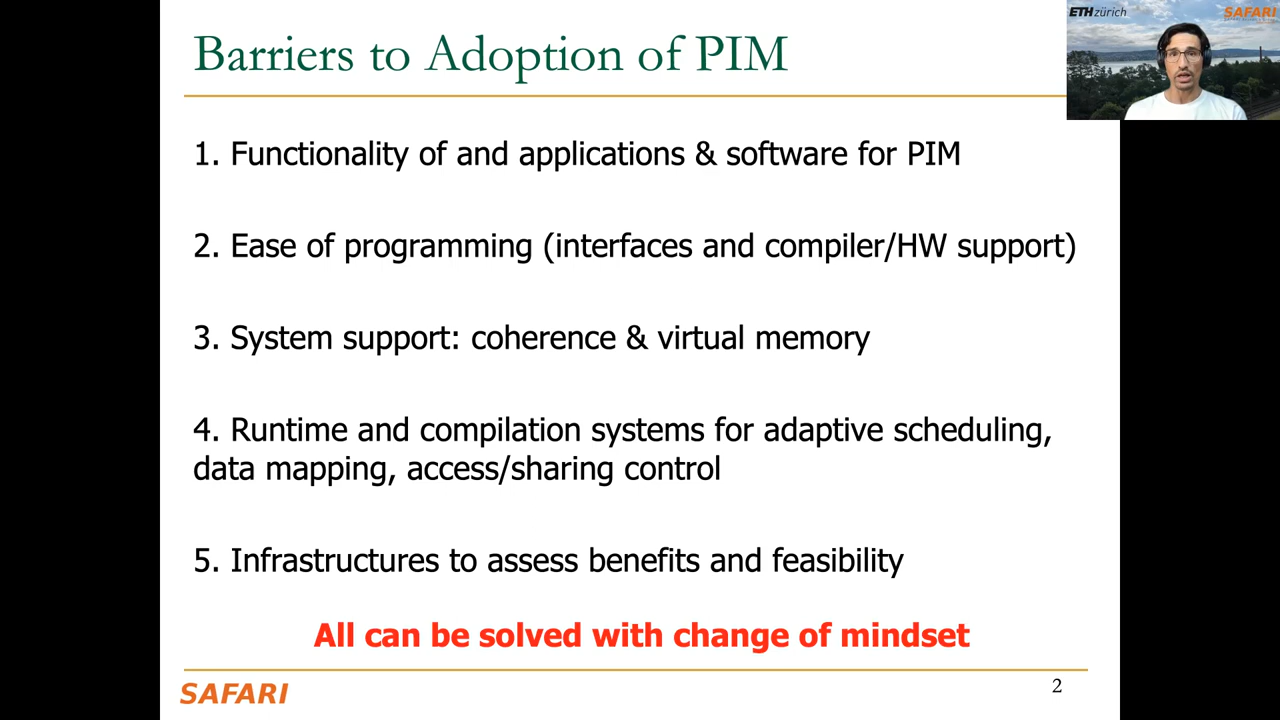 Barriers to Adoption of PIM
ETHzürich
SAFARI
1. Functionality of and applications & software for PIM
2. Ease of programming (interfaces and compiler/HW support)
3. System support: coherence & virtual memory
4. Runtime and compilation systems for adaptive scheduling,
data mapping, access/sharing control
5. Infrastructures to assess benefits and feasibility
All can be solved with change of mindset
SAFARI
2